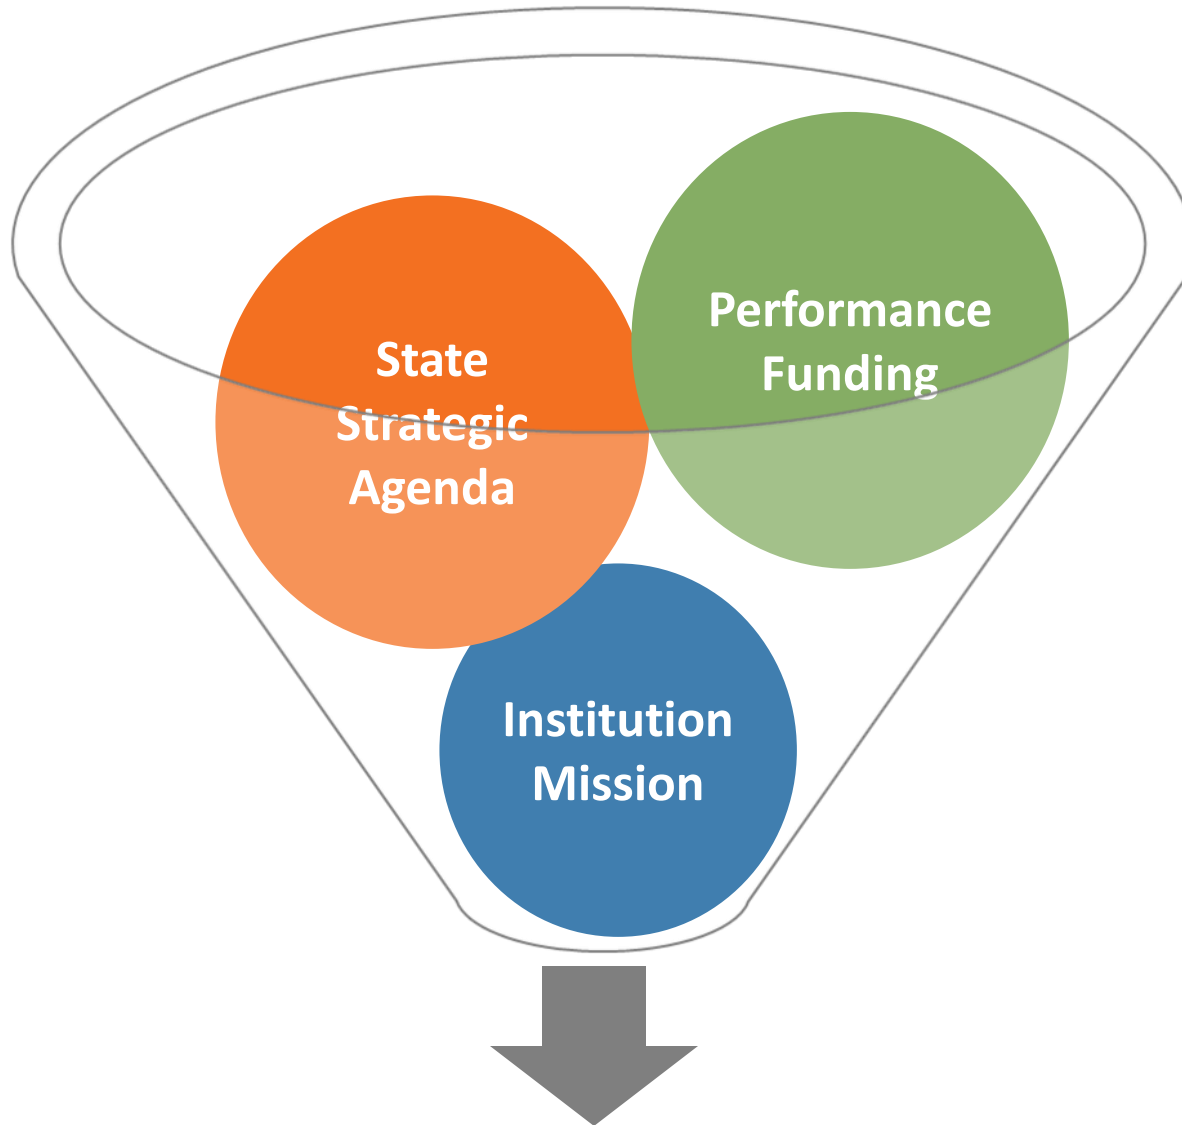 State
Strategic
Agenda
Performance
Funding
Institution
Mission